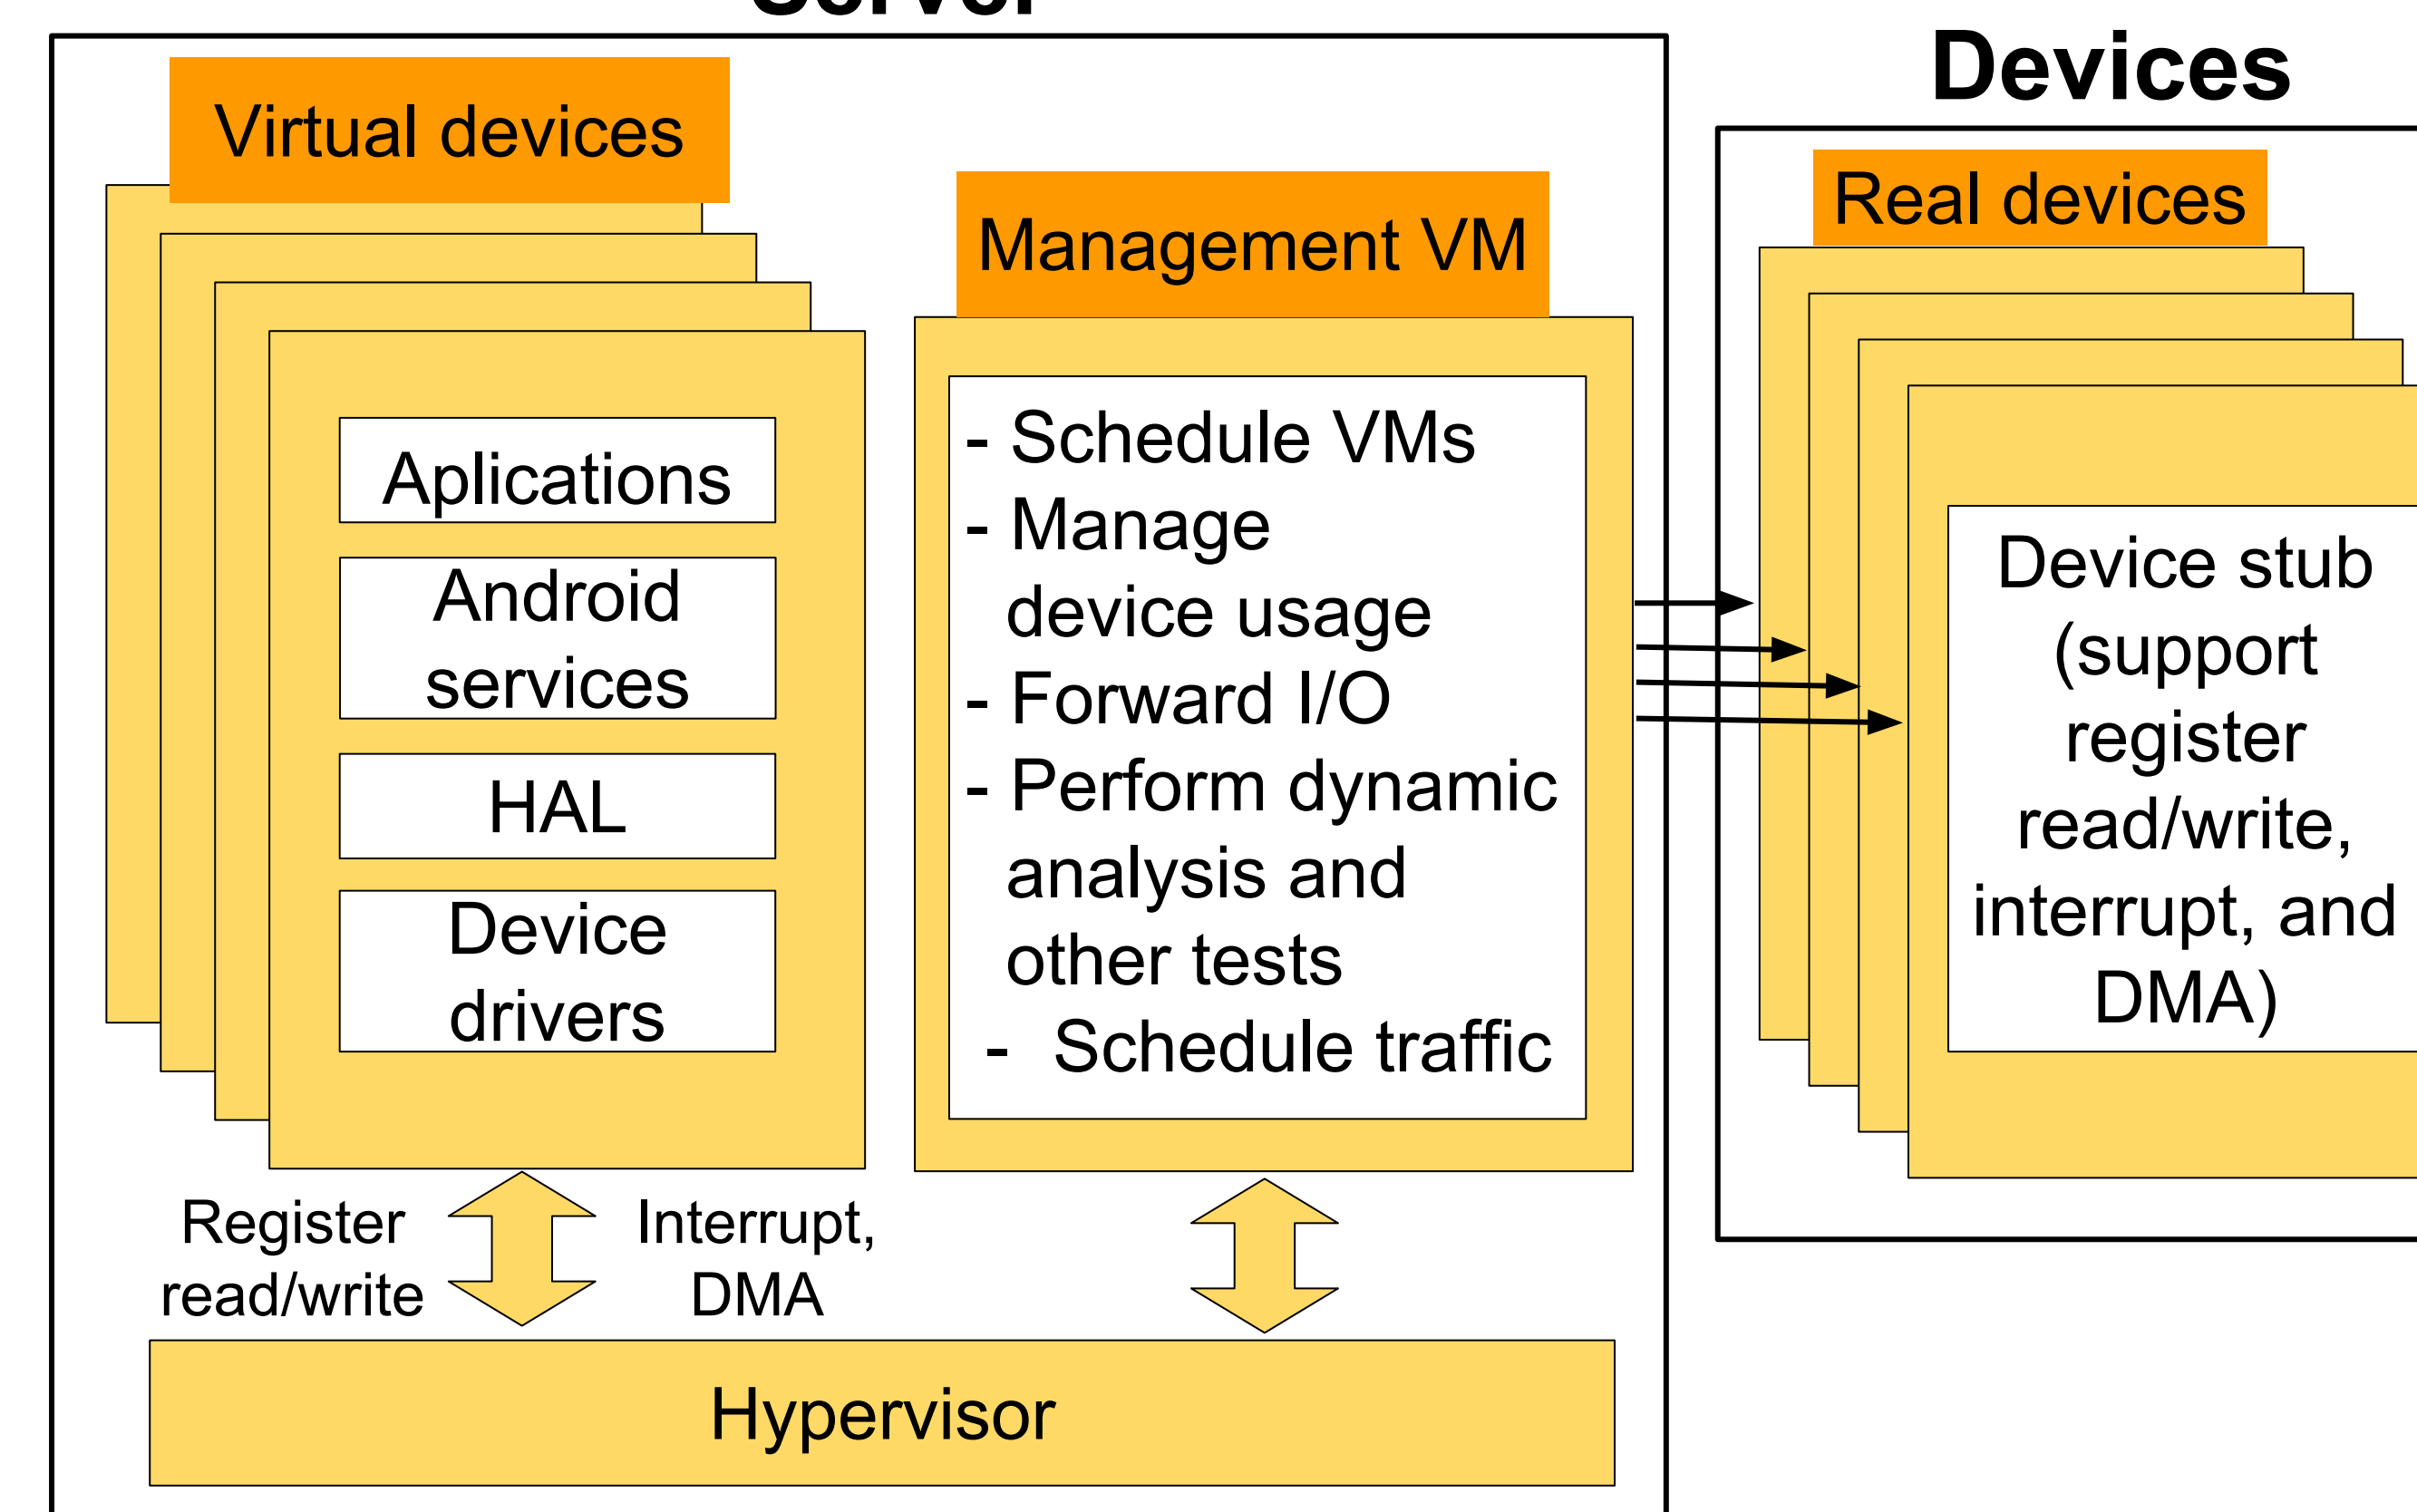 Server
Devices
Virtual devices
Aplications
Android
services
HAL
Device
drivers
Management VM
- Schedule VMs
- Manage
device usage
- Forward I/O
- Perform dynamic
analysis and
other tests
- Schedule traffic
Real devices
Device stub
(support
register
read/write,
interrupt, and
DMA)
Register
read/write
Interrupt,
DMA
Hypervisor